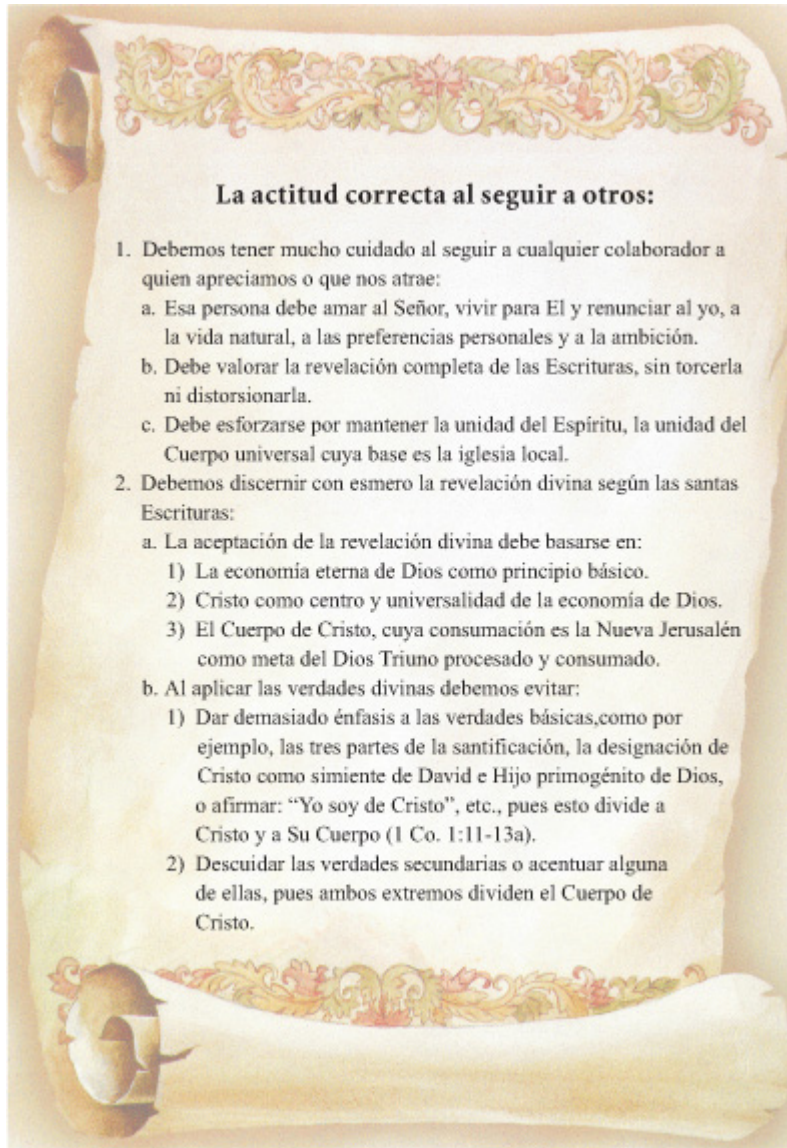 La actitud correcta al seguir a otros:
1. Debemos tener mucho cuidado al seguir a cualquier colaborador a
quien apreciamos o que nos atrae:
a. Esa persona debe amar al Señor, vivir para El y renunciar al yo, a
la vida natural, a las preferencias personales y a la ambición.
b. Debe valorar la revelación completa de las Escrituras, sin torcerla
ni distorsionarla.
c. Debe esforzarse por mantener la unidad del Espíritu, la unidad del
Cuerpo universal cuya base es la iglesia local.
2. Debemos discernir con esmero la revelación divina según las santas
Escrituras:
a. La aceptación de la revelación divina debe basarse en:
1) La economía eterna de Dios como principio básico.
2) Cristo como centro y universalidad de la economía de Dios.
3) El Cuerpo de Cristo, cuya consumación es la Nueva Jerusalén
como meta del Dios Triuno procesado y consumado.
b. Al aplicar las verdades divinas debemos evitar:
1) Dar demasiado énfasis a las verdades básicas,como por
ejemplo, las tres partes de la santificación, la designación de
Cristo como simiente de David e Hijo primogénito de Dios,
o afirmar: “Yo soy de Cristo”, etc., pues esto divide a
Cristo y a Su Cuerpo (1 Co. 1:11-13a).
2) Descuidar las verdades secundarias o acentuar alguna
de ellas, pues ambos extremos dividen el Cuerpo de
Cristo.